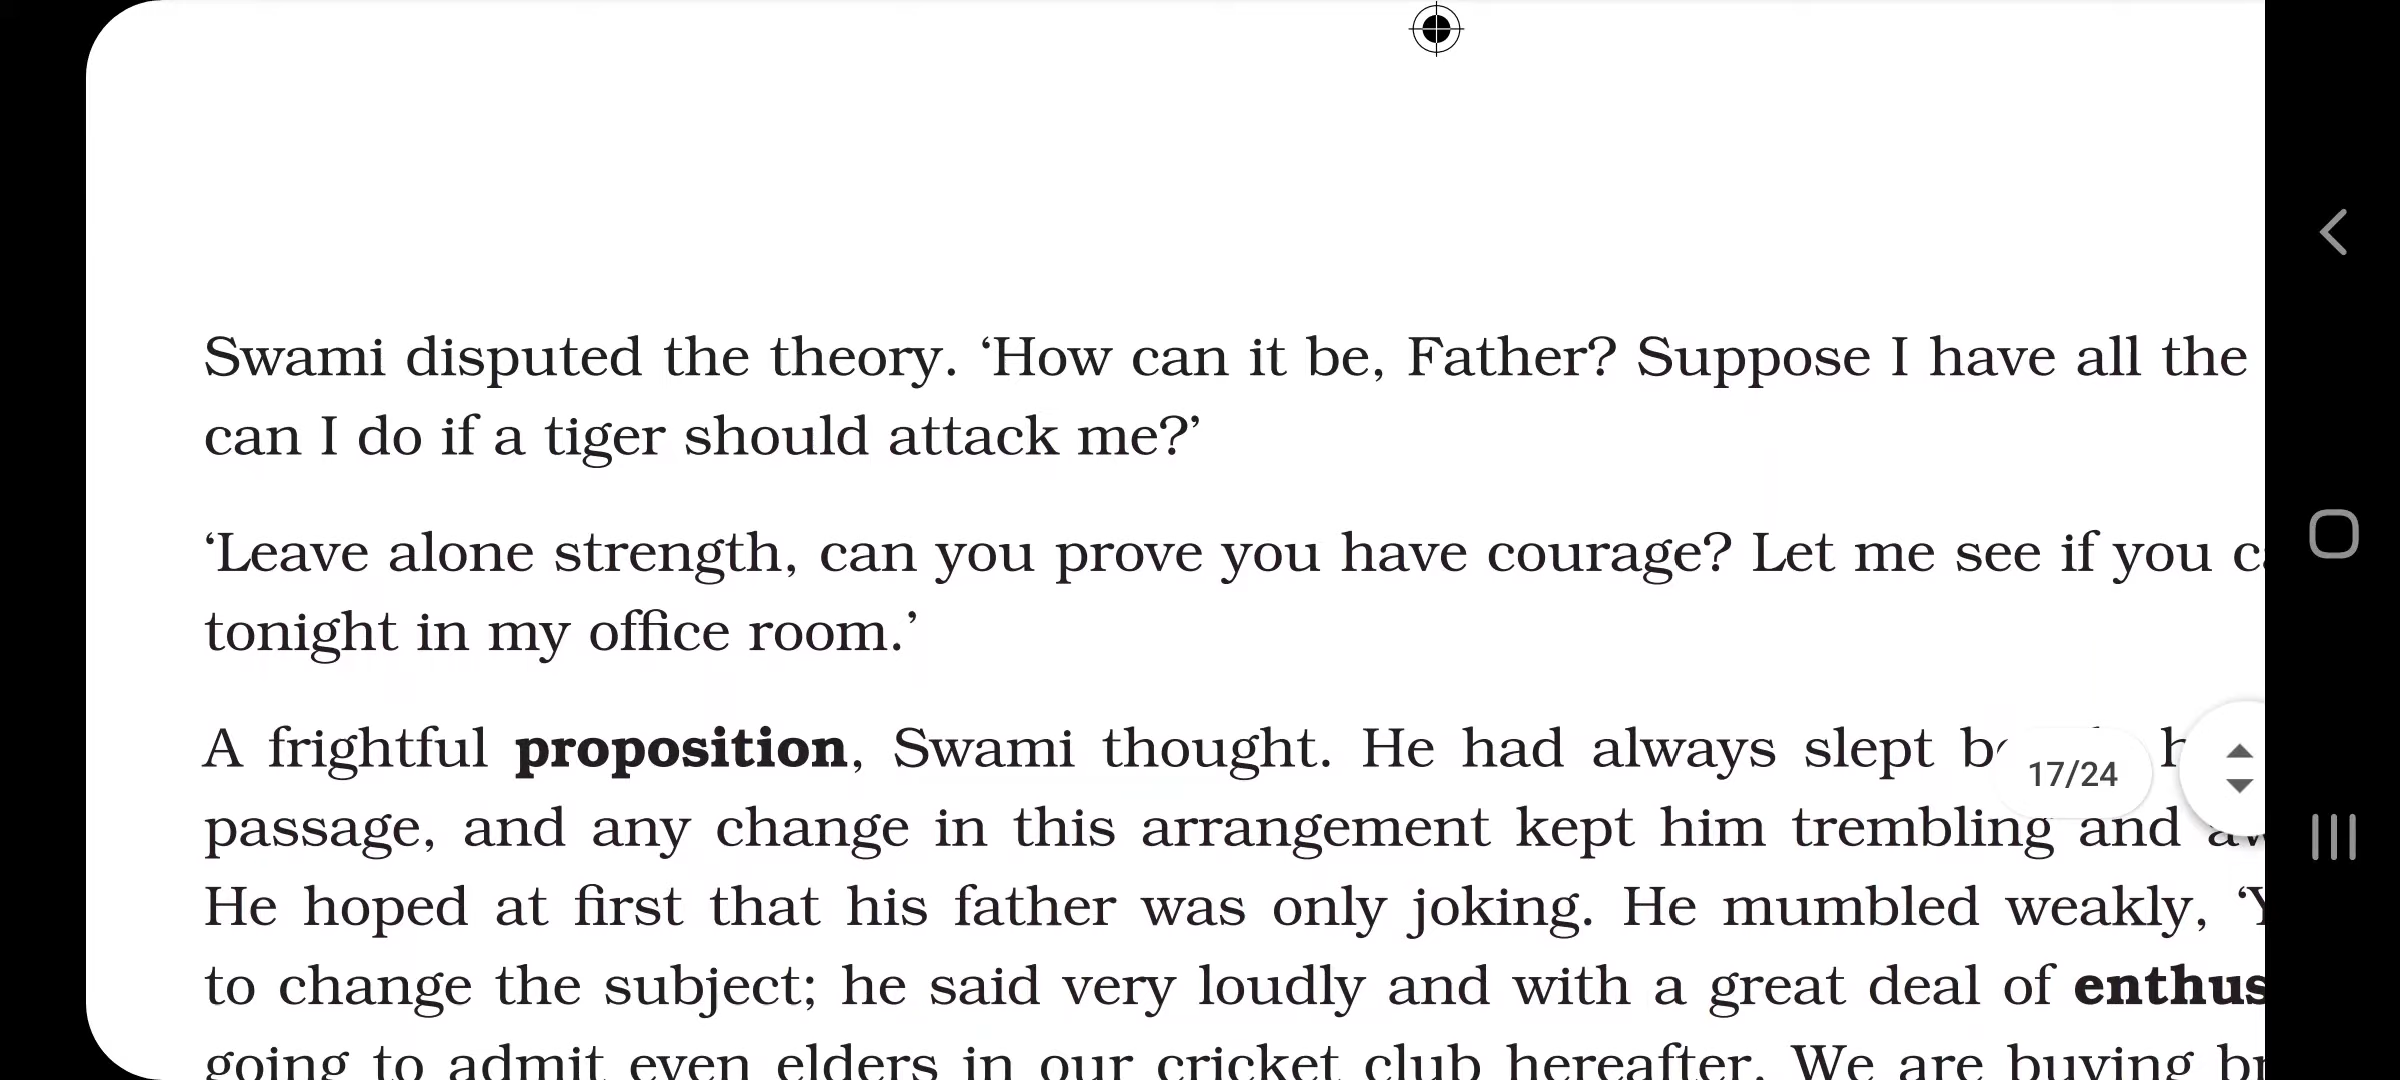 Swami disputed the theory. ‘How can it be, Father? Suppose I have all the
can I do if a tiger should attack me?’
‘Leave alone strength, can you prove you have courage? Let me see if you
tonight in my office room.’
A frightful proposition, Swami thought. He had always slept
17/24
passage, and any change in this arrangement kept him trembling and
He hoped at first that his father was only joking. He mumbled weakly,
to change the subject; he said very loudly and with a great deal of
going to admit even elders in our cricket club hereafter. We are buying